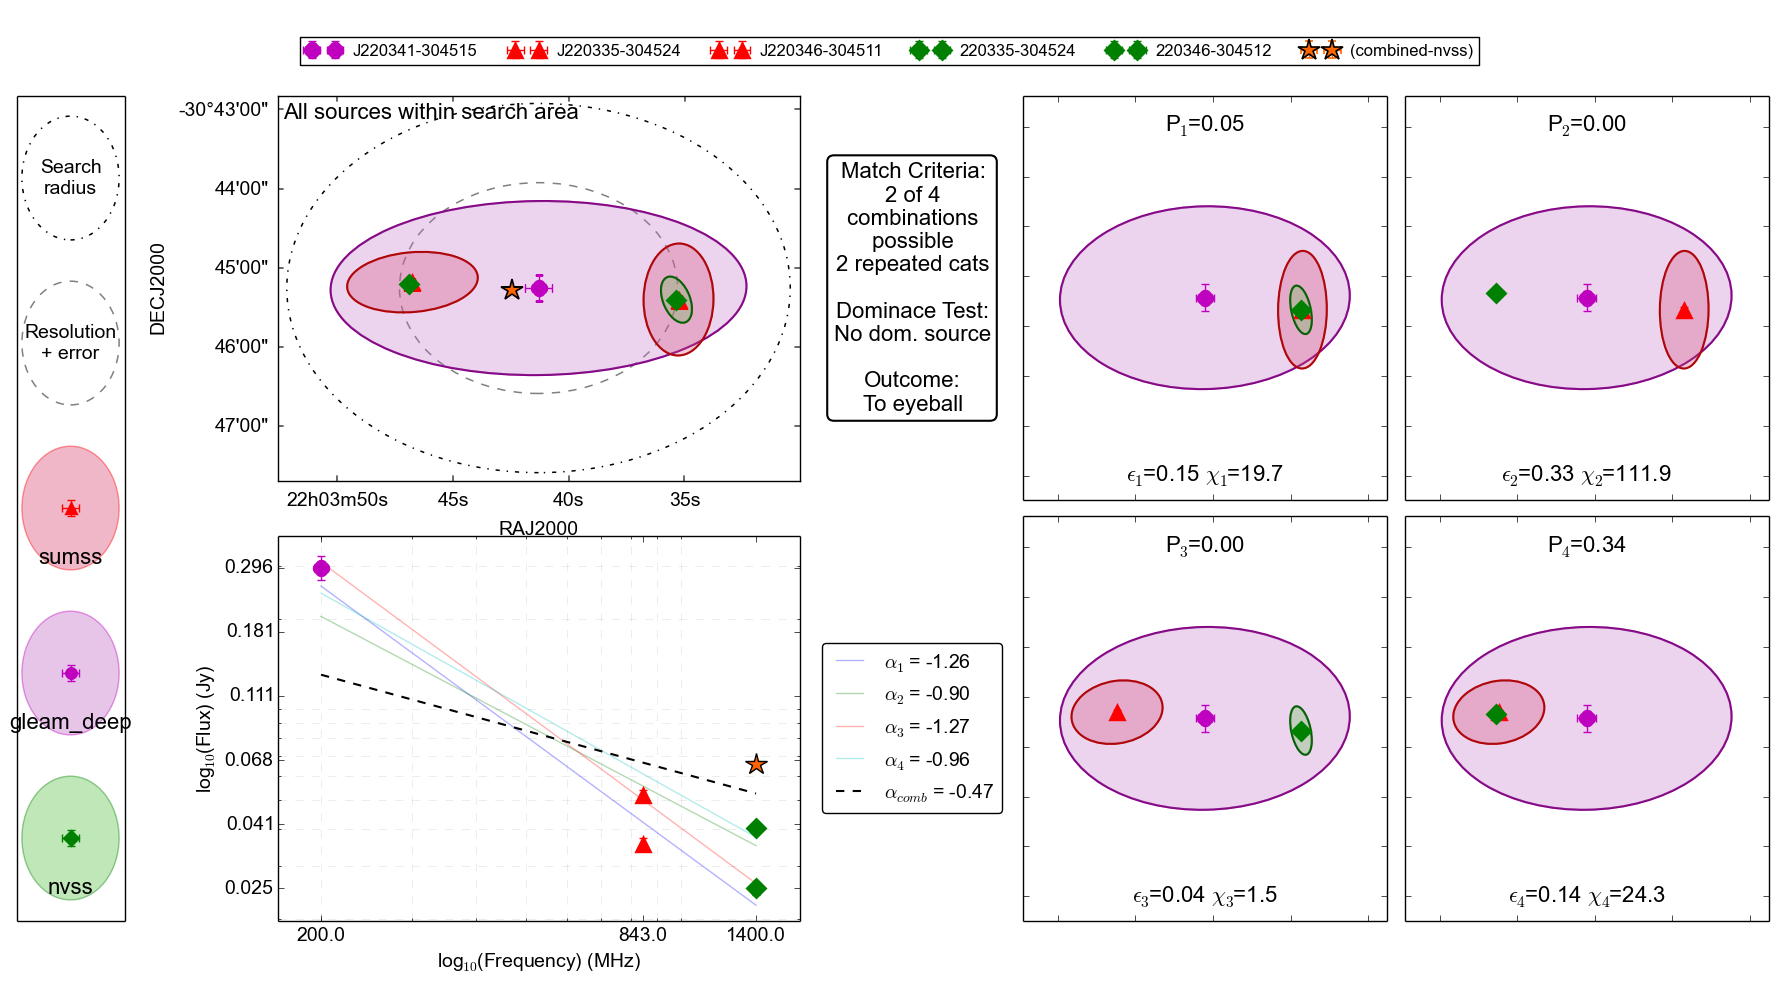 J220341-304515
J220335-304524
J220346-304511
220335-304524
220346-304512
(combined-nvss)
Search
radius
Resolution
+ error
sumss
gleam_deep
nvss
All sources within search area
-30°43'00"
44'00"
45'00"
46'00"
47'00"
DECJ2000
22h03m50s
45s
40s
35s
RAJ2000
Match Criteria:
2 of 4
combinations
possible
2 repeated cats
Dominace Test:
No dom. source
Outcome:
To eyeball
P1=0.05
ϵ1=0.15 χ1=19.7
P2=0.00
ϵ2=0.33 χ2=111.9
0.296
0.181
0.111
0.068
0.041
0.025
log10(Flux) (Jy)
200.0
843.0
1400.0
log10(Frequency) (MHz)
α1 = -1.26
α2 = -0.90
α3 = -1.27
α4 = -0.96
αcomb = -0.47
P3=0.00
ϵ3=0.04 χ3=1.5
P4=0.34
ϵ4=0.14 χ4=24.3